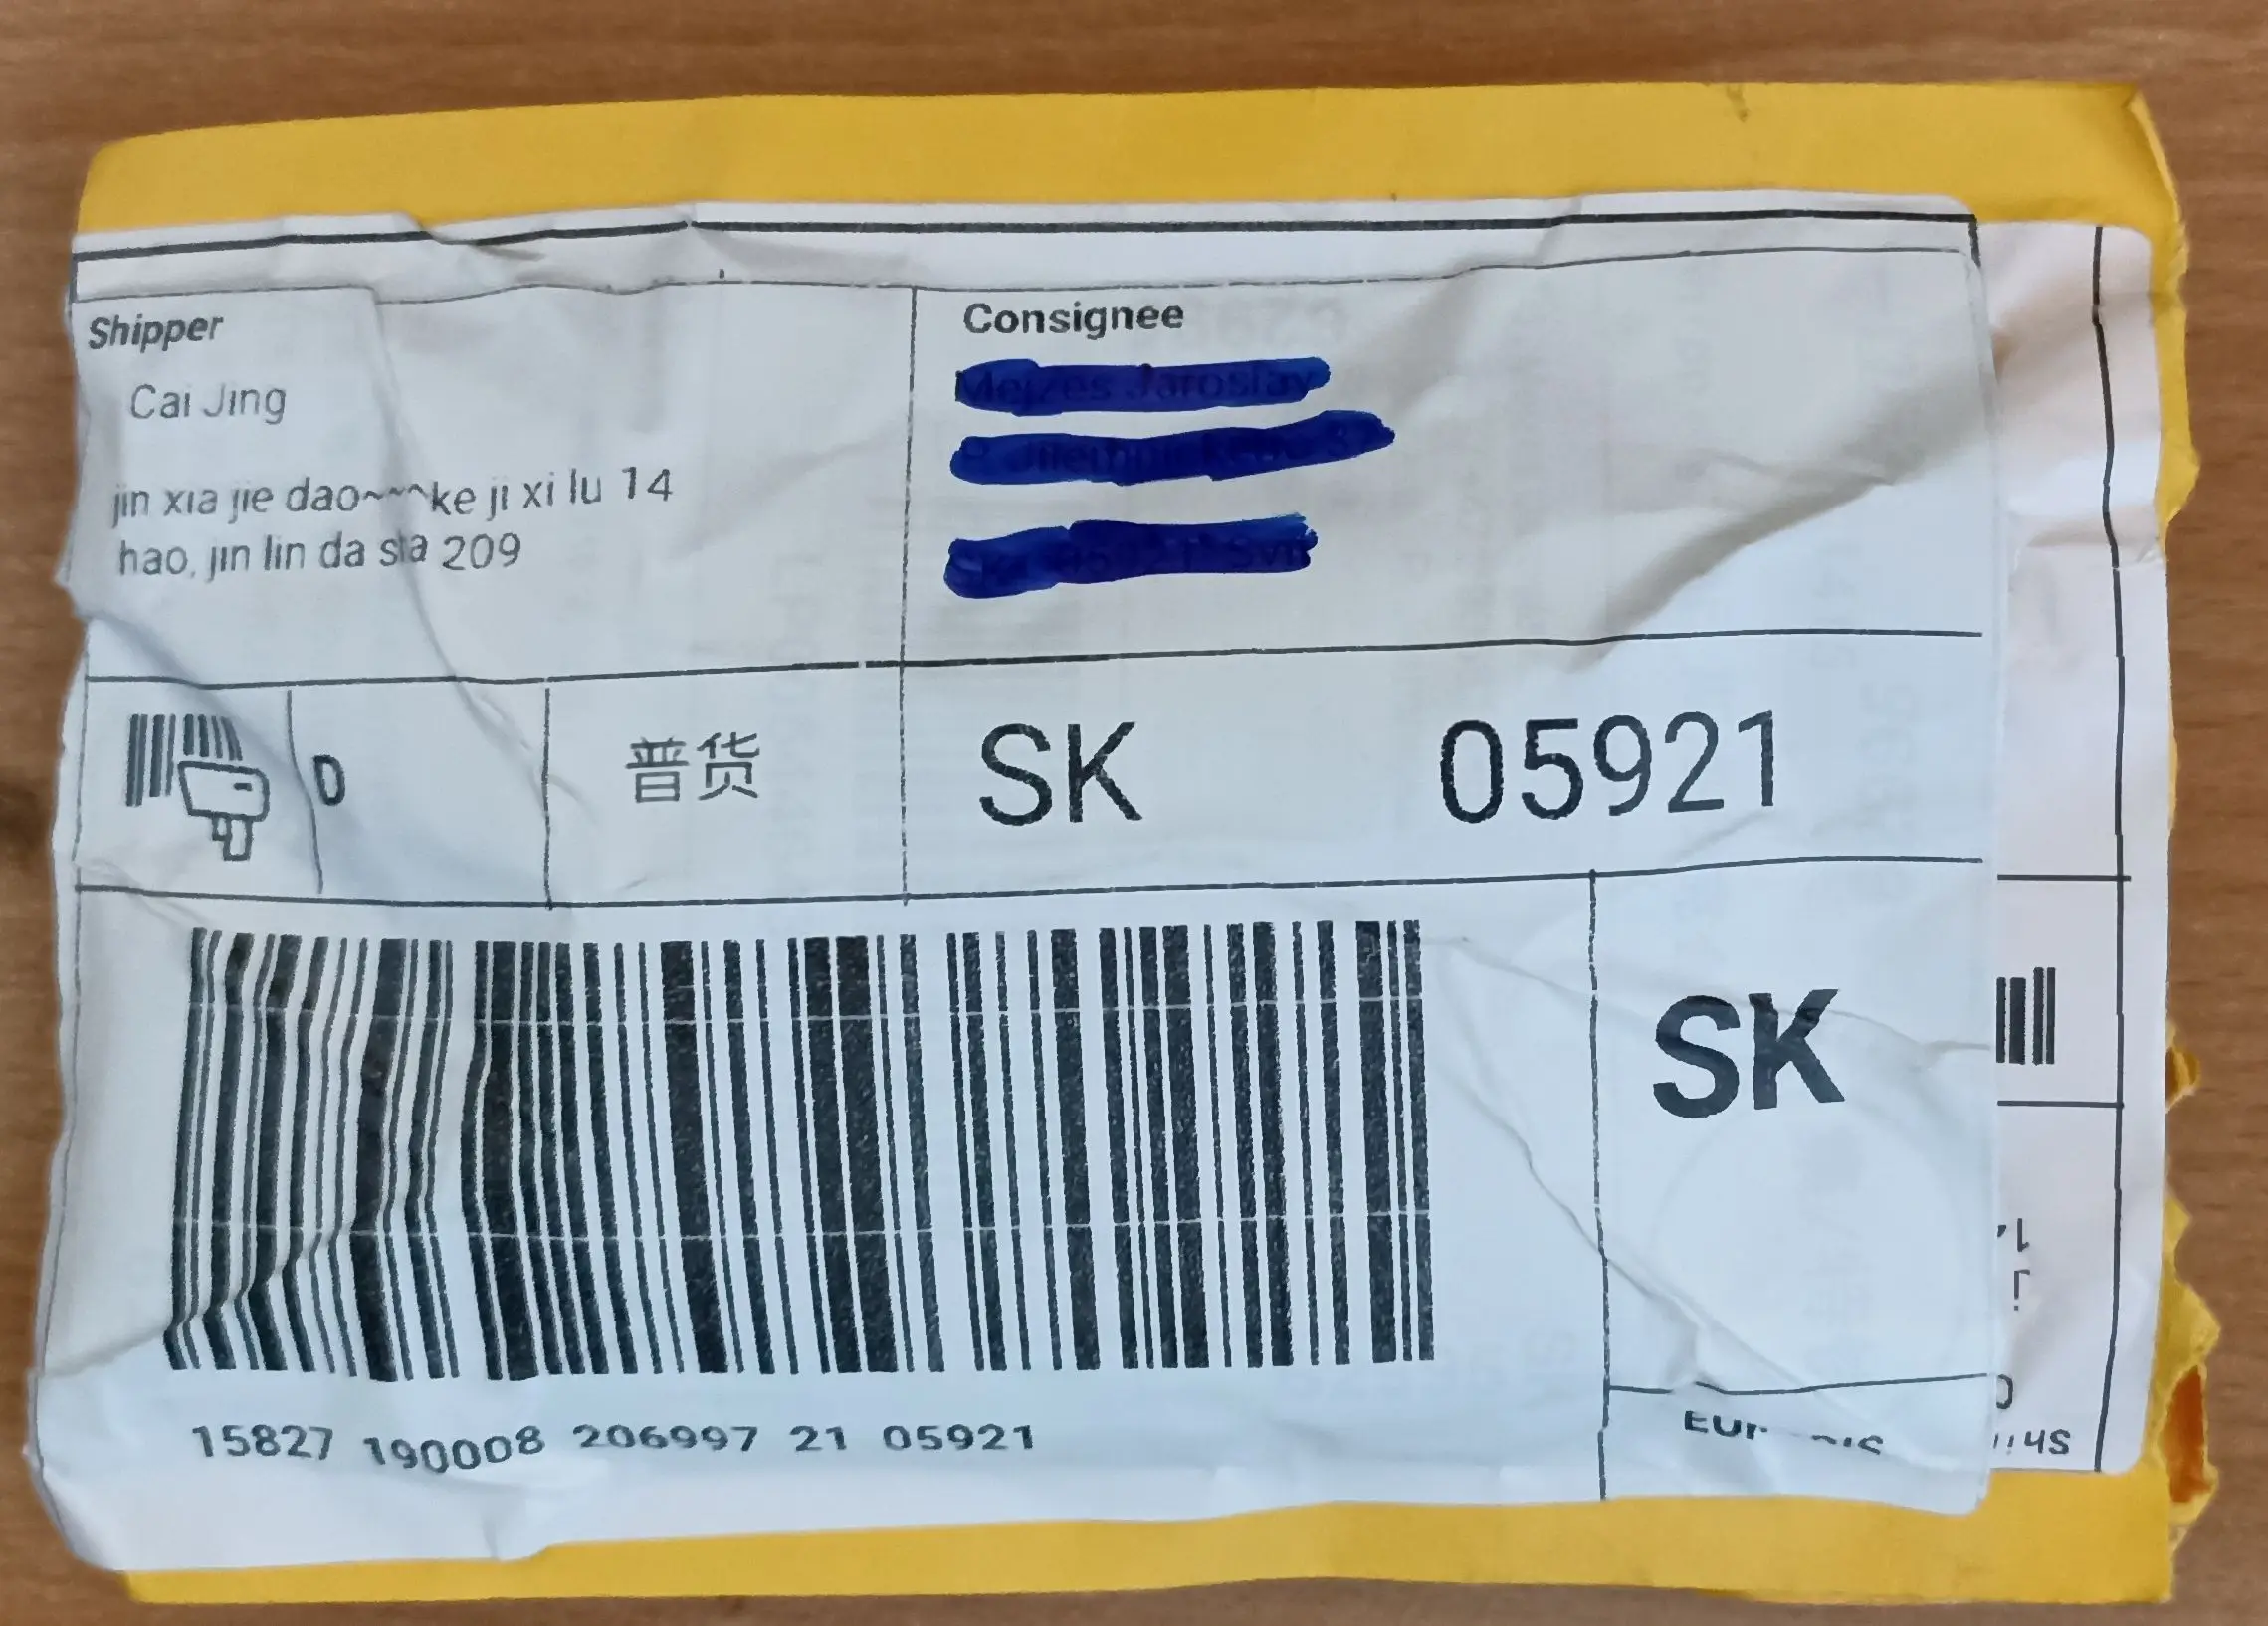 Shipper
Cai Jing
jin xia jie dao~~~ke ji xi lu 14
hao, jin lin da sha 209
Consignee
D
普货
SK 05921
SK
15827 190008 206997 21 05921